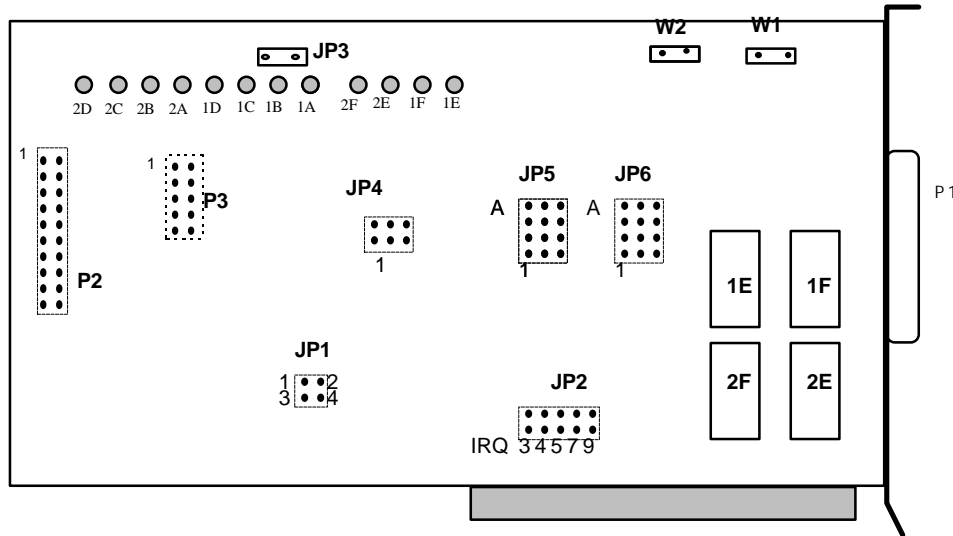 W2 W1
JP3
2D 2C 2B 2A 1D 1C 1B 1A 2F 2E 1F 1E
1 1
JP4 JP5 JP6
P1
P3
A A
1 1 1
P2
1E 1F
JP1
1 2
3 4
JP2
2F 2E
IRQ 3 4 5 7 9